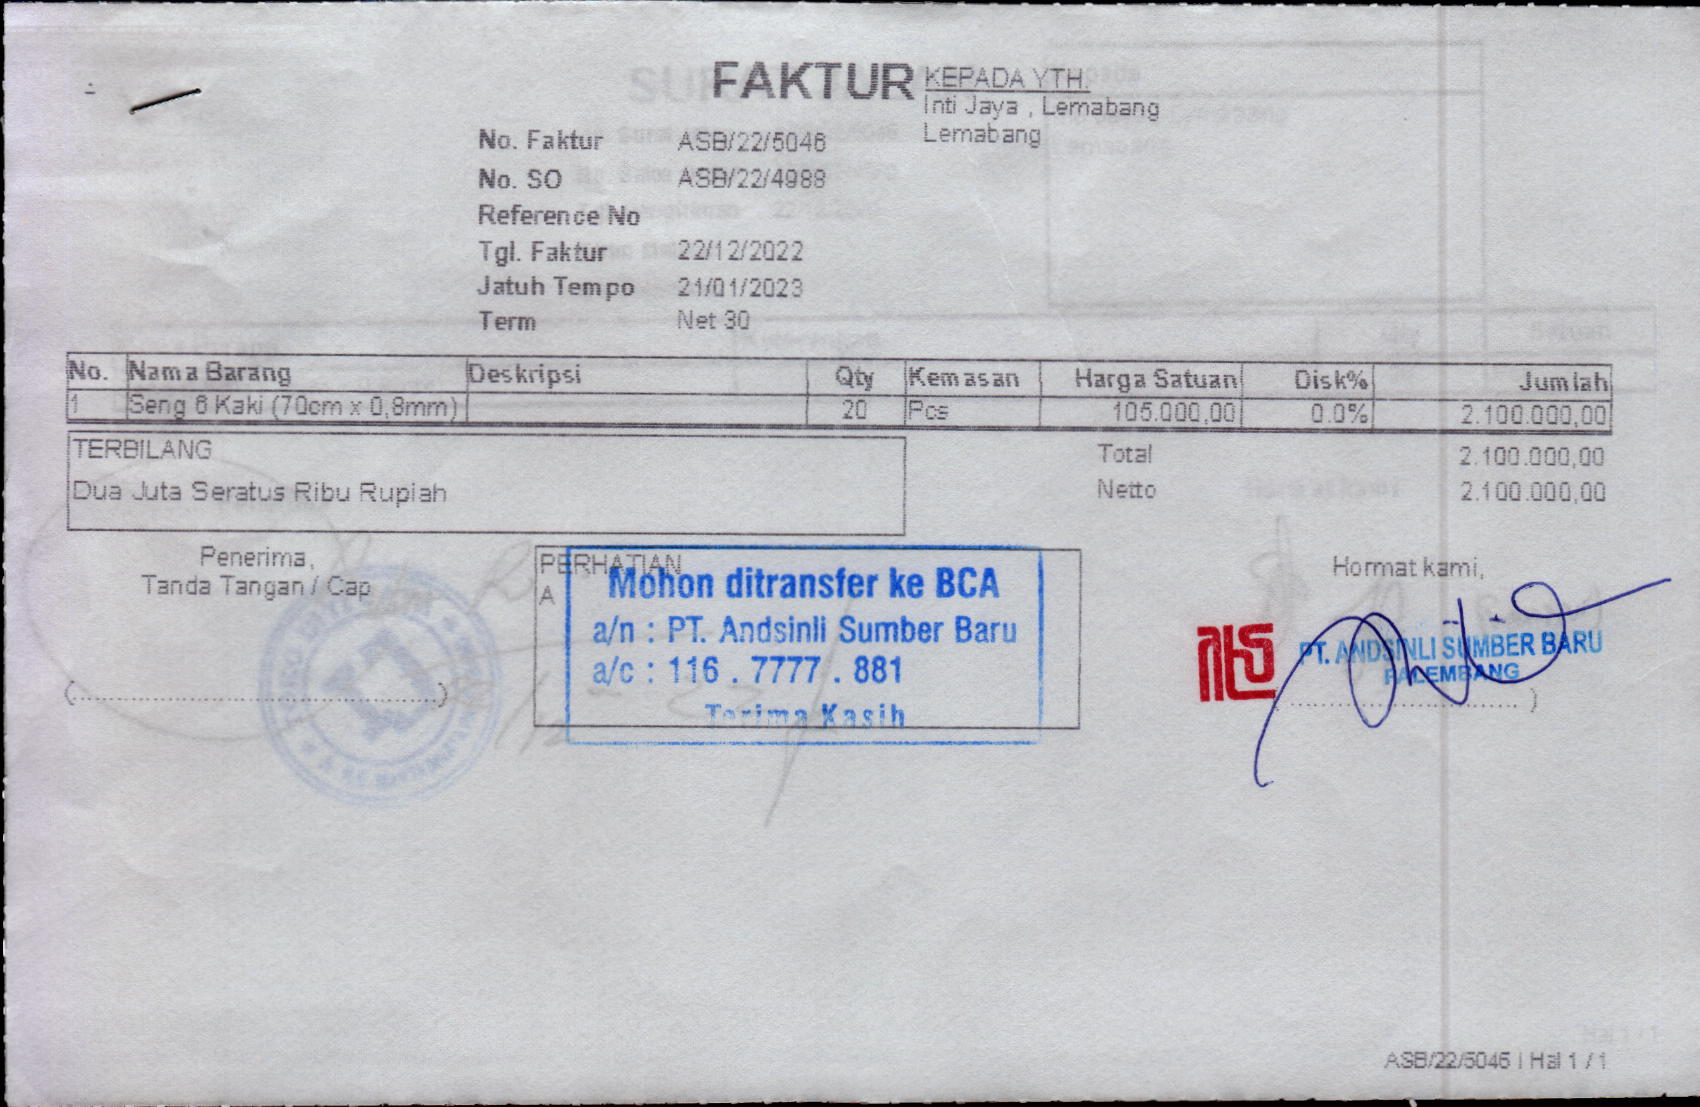 FAKTUR
KEPADA YTH.
Inti Jaya , Lemabang
Lemabang
No. Faktur ASB/22/5046
No. SO ASB/22/4988
Reference No
Tgl. Faktur 22/12/2022
Jatuh Tempo 21/01/2023
Term Net 30
No. Nama Barang Deskripsi Qty Kemasan Harga Satuan Disk% Jumlah
1 Seng 6 Kaki (70cm x 0,8mm) 20 Pcs 105.000,00 0.0% 2.100.000,00
TERBILANG
Dua Juta Seratus Ribu Rupiah
Total 2.100.000,00
Netto 2.100.000,00
Penerima,
Tanda Tangan / Cap
PERHATIAN
A
Mohon ditransfer ke BCA
a/n : PT. Andsinli Sumber Baru
a/c : 116 . 7777 . 881
Terima Kasih
Hormat kami,
PT. ANDSINLI SUMBER BARU
PALEMBANG
ASB/22/5046 | Hal 1 / 1